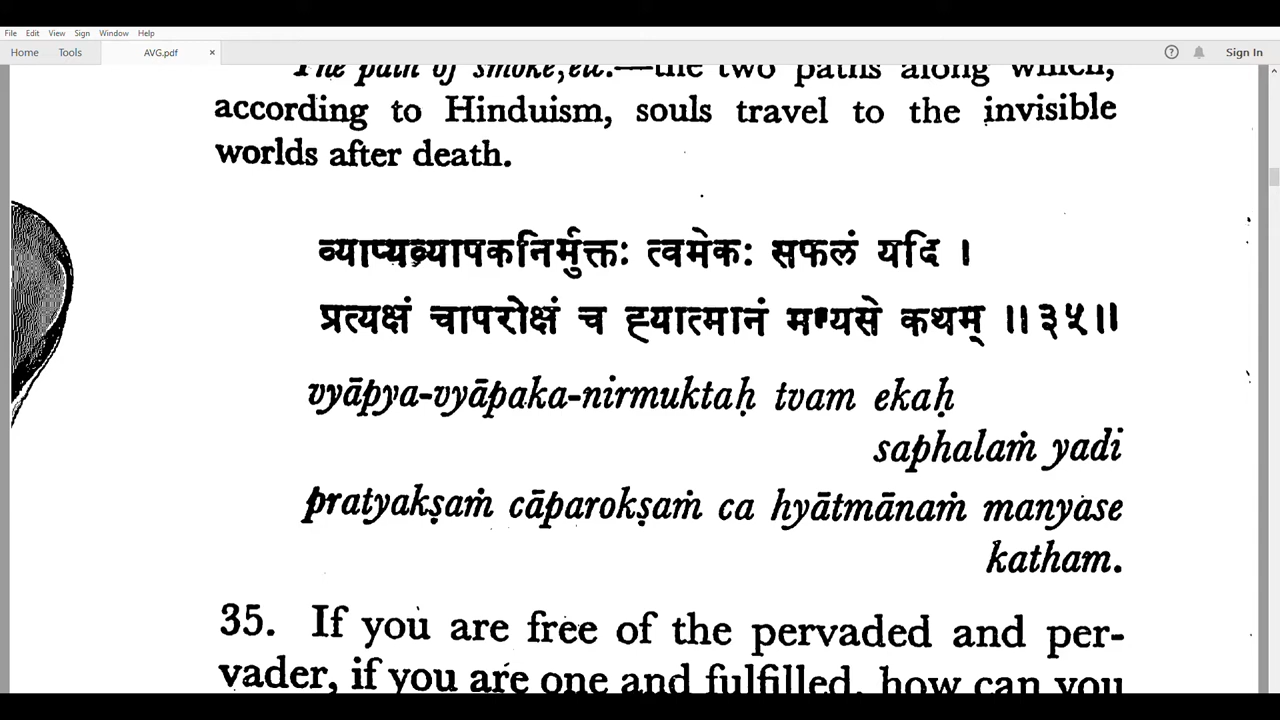 File Edit View Sign Window Help
Home Tools AVG.pdf × Sign In
The path of smoke, etc.—the two paths along which,
according to Hinduism, souls travel to the invisible
worlds after death.
व्याप्यव्यापकनिर्मुक्तः त्वमेकः सफलं यदि ।
प्रत्यक्षं चापरोक्षं च ह्यात्मानं मन्यसे कथम् ॥३५॥
vyāpya-vyāpaka-nirmuktaḥ tvam ekaḥ
saphalaṁ yadi
pratyakṣaṁ cāparokṣaṁ ca hyātmānaṁ manyase
katham.
35. If you are free of the pervaded and per-
vader, if you are one and fulfilled, how can you